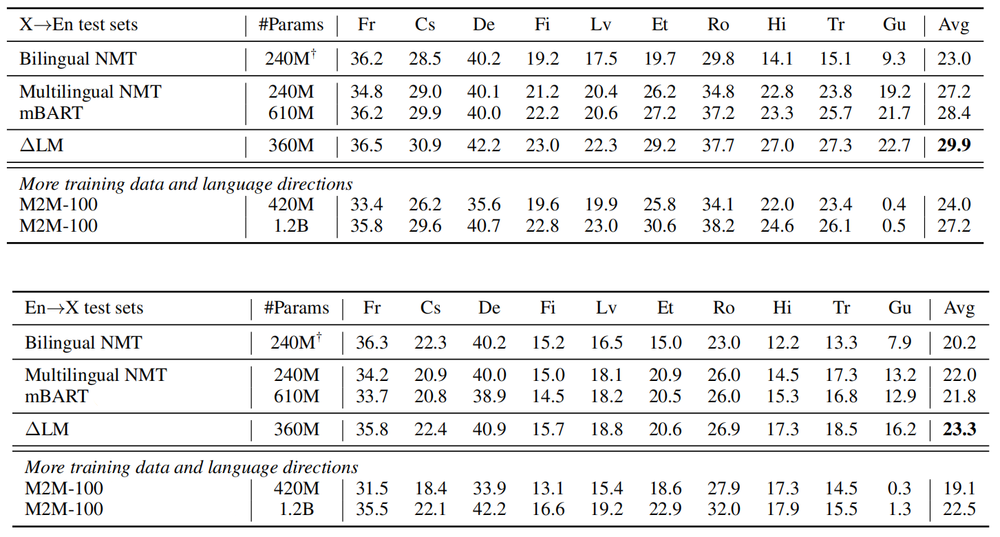 X→En test sets #Params Fr Cs De Fi Lv Et Ro Hi Tr Gu Avg
Bilingual NMT 240M† 36.2 28.5 40.2 19.2 17.5 19.7 29.8 14.1 15.1 9.3 23.0
Multilingual NMT 240M 34.8 29.0 40.1 21.2 20.4 26.2 34.8 22.8 23.8 19.2 27.2
mBART 610M 36.2 29.9 40.0 22.2 20.6 27.2 37.2 23.3 25.7 21.7 28.4
ΔLM 360M 36.5 30.9 42.2 23.0 22.3 29.2 37.7 27.0 27.3 22.7 29.9
More training data and language directions
M2M-100 420M 33.4 26.2 35.6 19.6 19.9 25.8 34.1 22.0 23.4 0.4 24.0
M2M-100 1.2B 35.8 29.6 40.7 22.8 23.0 30.6 38.2 24.6 26.1 0.5 27.2
En→X test sets #Params Fr Cs De Fi Lv Et Ro Hi Tr Gu Avg
Bilingual NMT 240M† 36.3 22.3 40.2 15.2 16.5 15.0 23.0 12.2 13.3 7.9 20.2
Multilingual NMT 240M 34.2 20.9 40.0 15.0 18.1 20.9 26.0 14.5 17.3 13.2 22.0
mBART 610M 33.7 20.8 38.9 14.5 18.2 20.5 26.0 15.3 16.8 12.9 21.8
ΔLM 360M 35.8 22.4 40.9 15.7 18.8 20.6 26.9 17.3 18.5 16.2 23.3
More training data and language directions
M2M-100 420M 31.5 18.4 33.9 13.1 15.4 18.6 27.9 17.3 14.5 0.3 19.1
M2M-100 1.2B 35.5 22.1 42.2 16.6 19.2 22.9 32.0 17.9 15.5 1.3 22.5